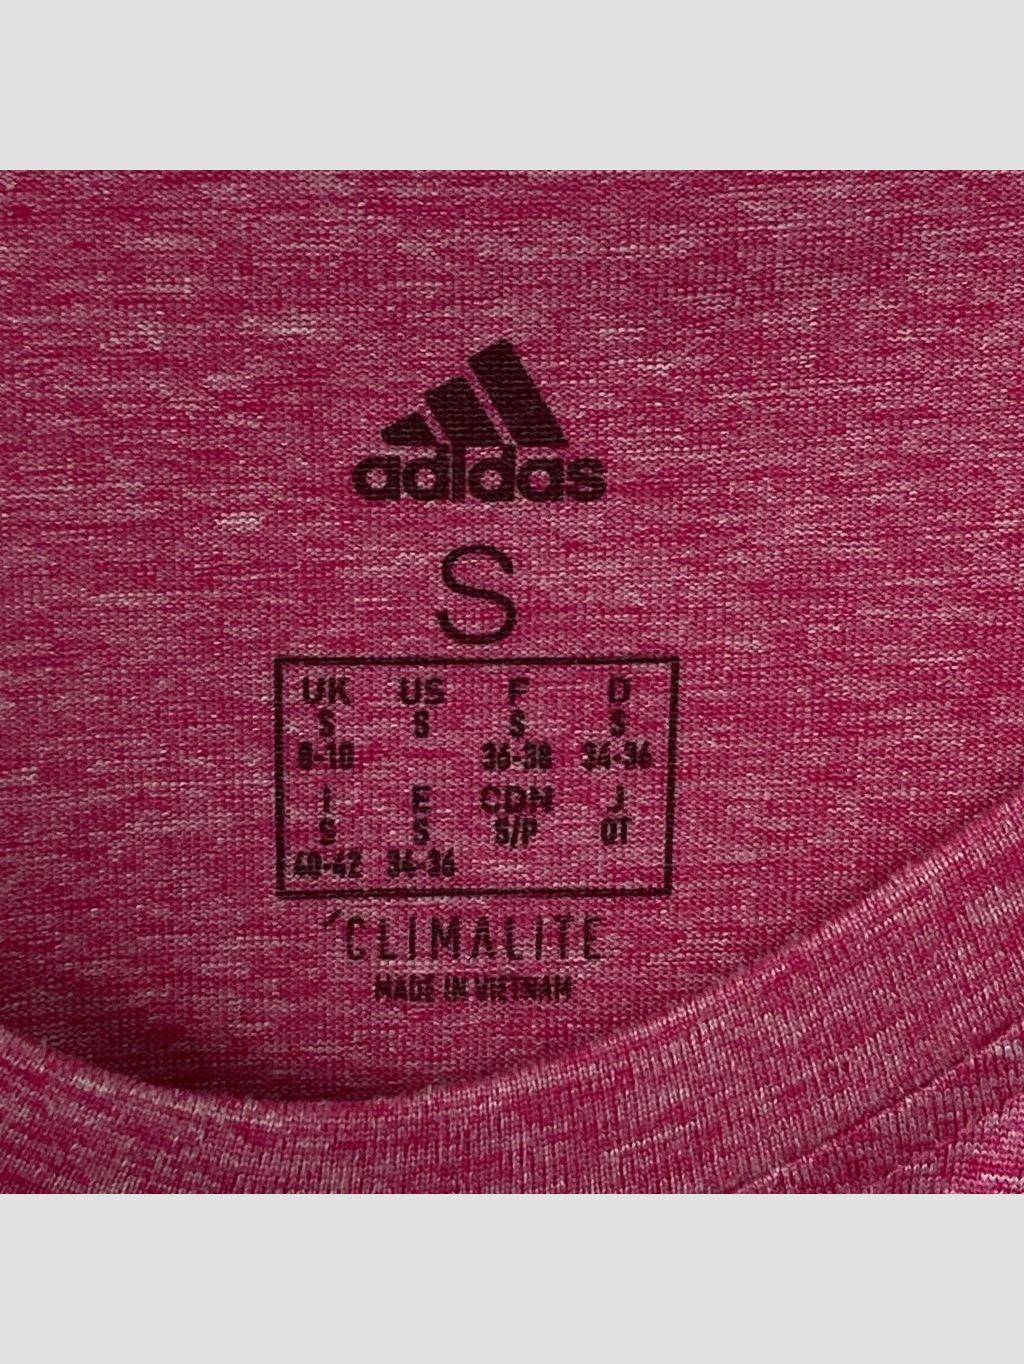 adidas
S
UK US F D
S S S S
8-10 36-38 34-36
I E CDN J
S S S/P OT
40-42 34-36
CLIMALITE
MADE IN VIETNAM